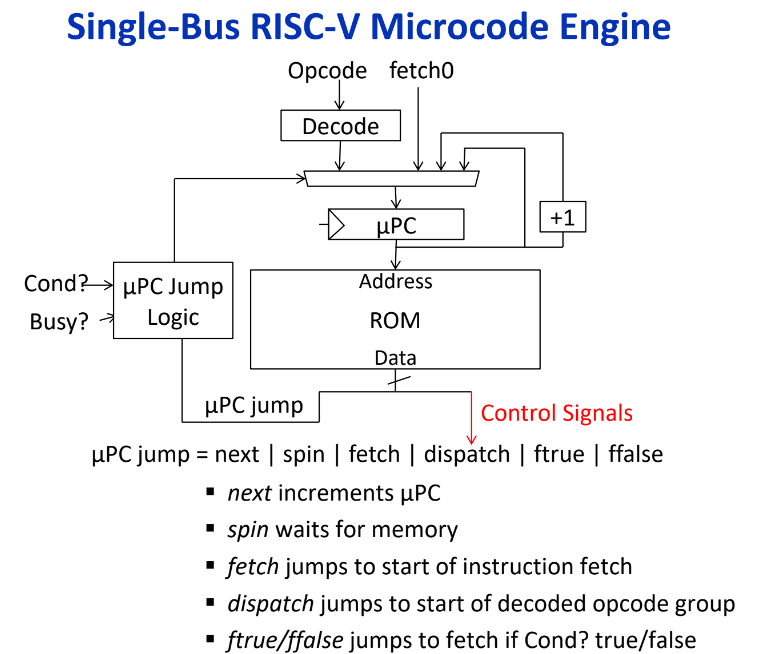 Single-Bus RISC-V Microcode Engine
Opcode fetch0
Decode
+1
µPC
Cond?
Busy?
µPC Jump
Logic
Address
ROM
Data
µPC jump
Control Signals
µPC jump = next | spin | fetch | dispatch | ftrue | ffalse
▪ next increments µPC
▪ spin waits for memory
▪ fetch jumps to start of instruction fetch
▪ dispatch jumps to start of decoded opcode group
▪ ftrue/ffalse jumps to fetch if Cond? true/false